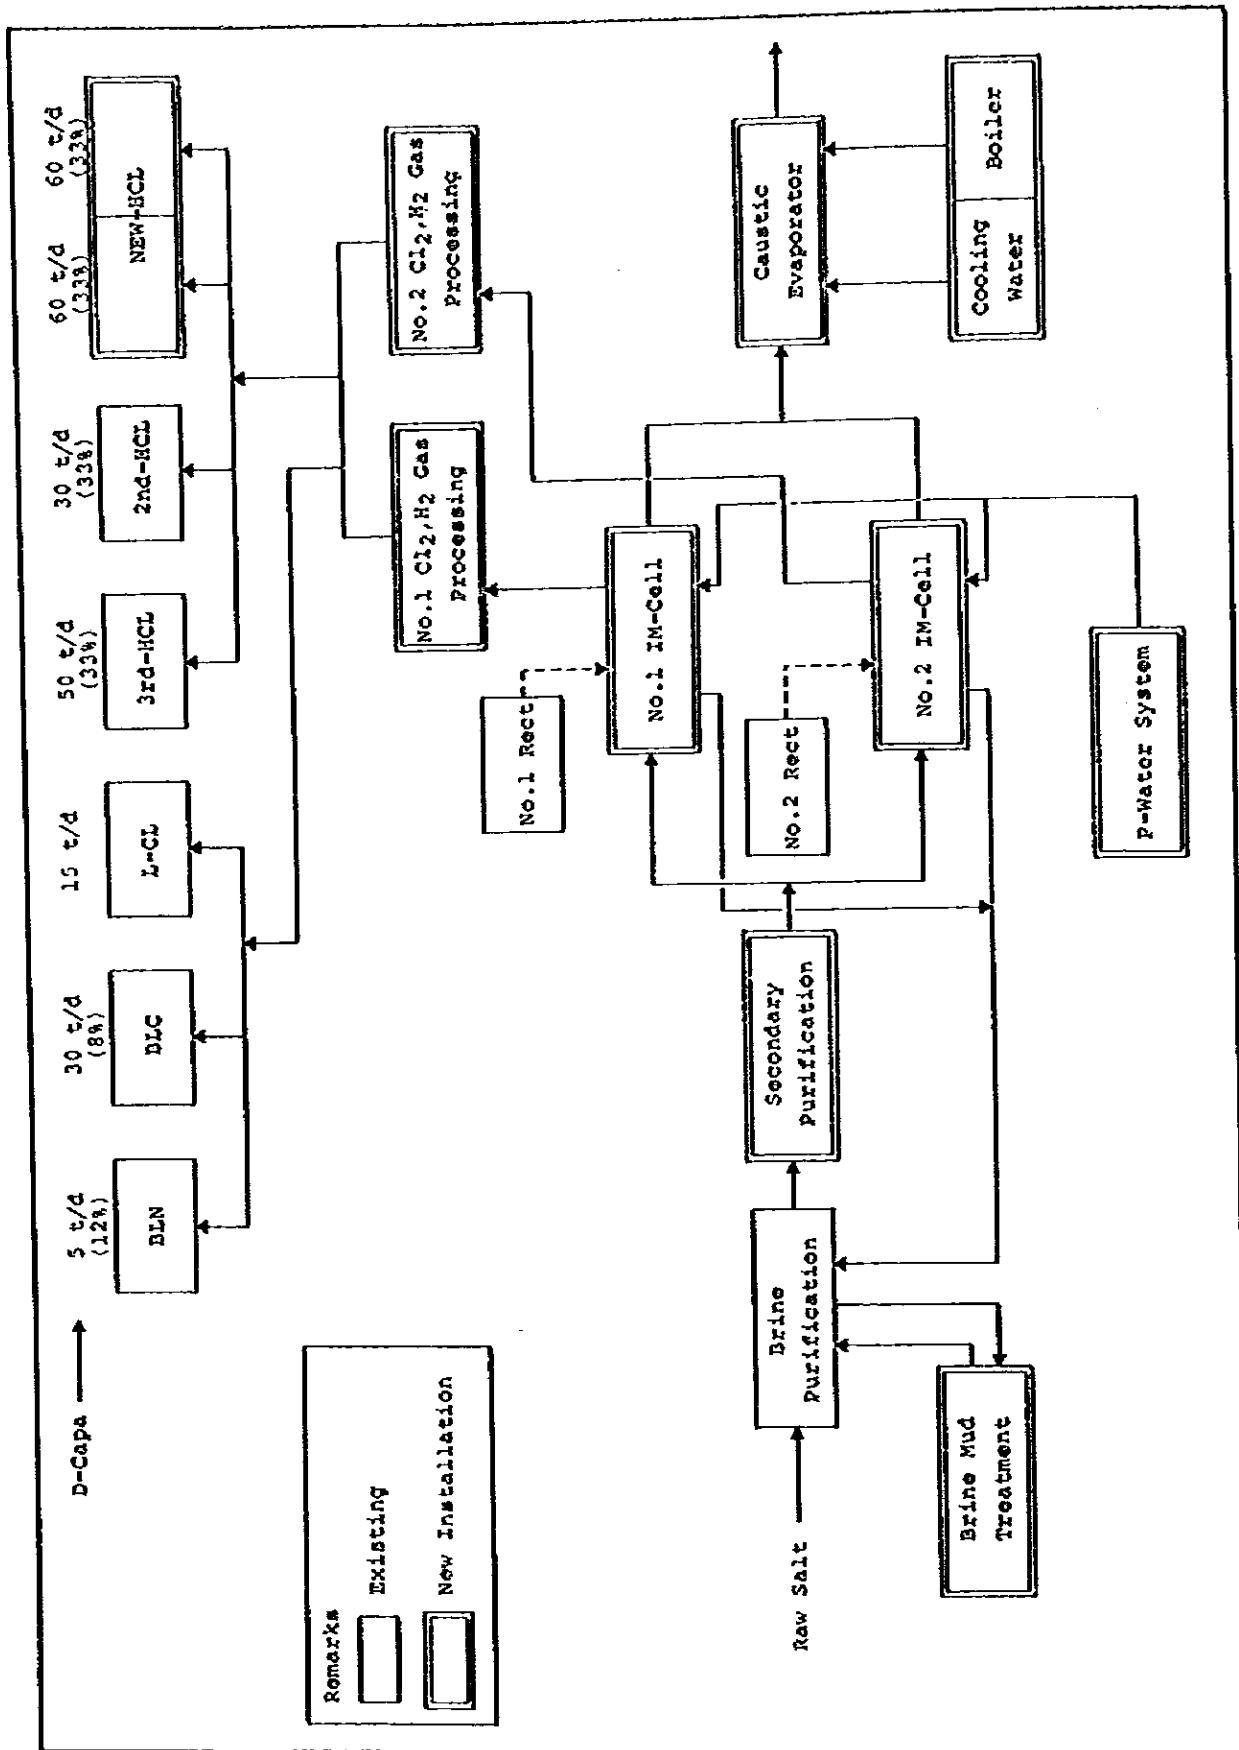 D-Capa
5 t/d
(12%)
30 t/d
(8%)
15 t/d
50 t/d
(33%)
30 t/d
(33%)
60 t/d
(33%)
60 t/d
(33%)
BLN
BLC
L-CL
3rd-HCL
2nd-HCL
NEW-HCL
Remarks
Existing
New Installation
No.1 Cl2,H2 Gas
Processing
No.2 Cl2,H2 Gas
Processing
No.1 Rect
No.1 IM-Cell
No.2 Rect
No.2 IM-Cell
Raw Salt
Brine
Purification
Secondary
Purification
Caustic
Evaporator
Brine Mud
Treatment
P-Water System
Cooling
Water
Boiler